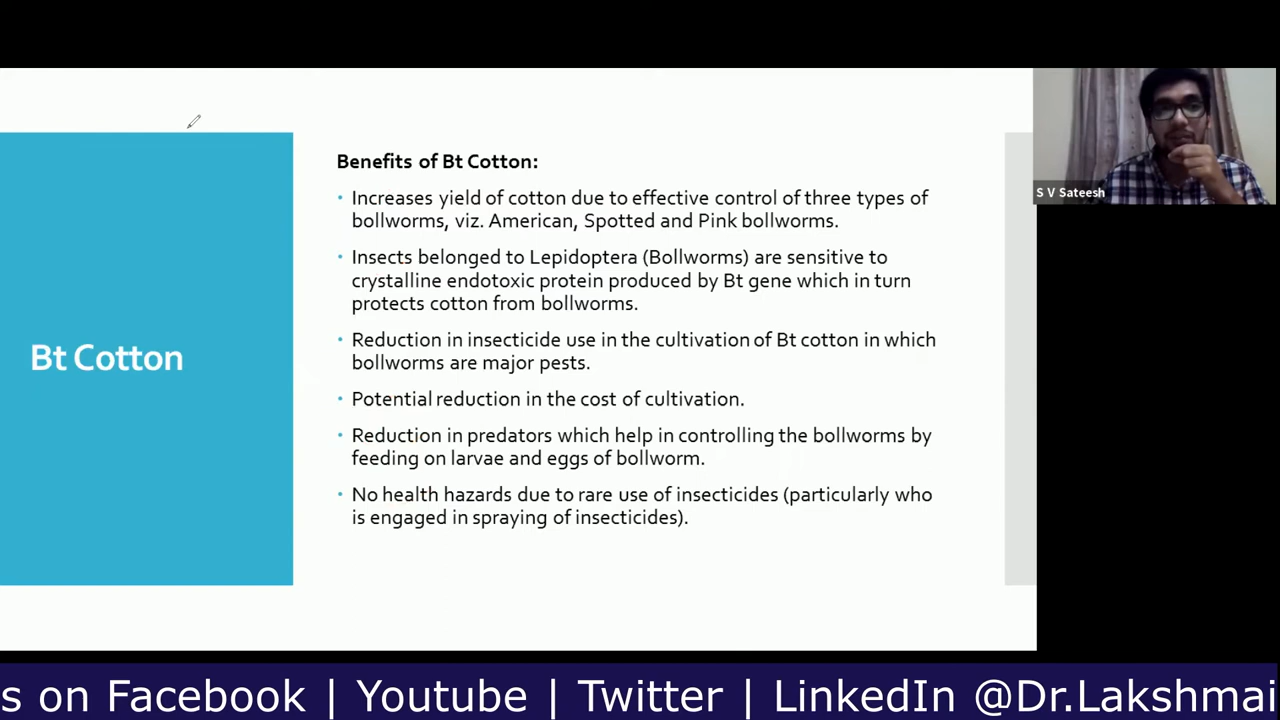 Benefits of Bt Cotton:
• Increases yield of cotton due to effective control of three types of
bollworms, viz. American, Spotted and Pink bollworms.
• Insects belonged to Lepidoptera (Bollworms) are sensitive to
crystalline endotoxic protein produced by Bt gene which in turn
protects cotton from bollworms.
• Reduction in insecticide use in the cultivation of Bt cotton in which
bollworms are major pests.
• Potential reduction in the cost of cultivation.
• Reduction in predators which help in controlling the bollworms by
feeding on larvae and eggs of bollworm.
• No health hazards due to rare use of insecticides (particularly who
is engaged in spraying of insecticides).
Bt Cotton
S V Sateesh
s on Facebook | Youtube | Twitter | LinkedIn @Dr.Lakshmai